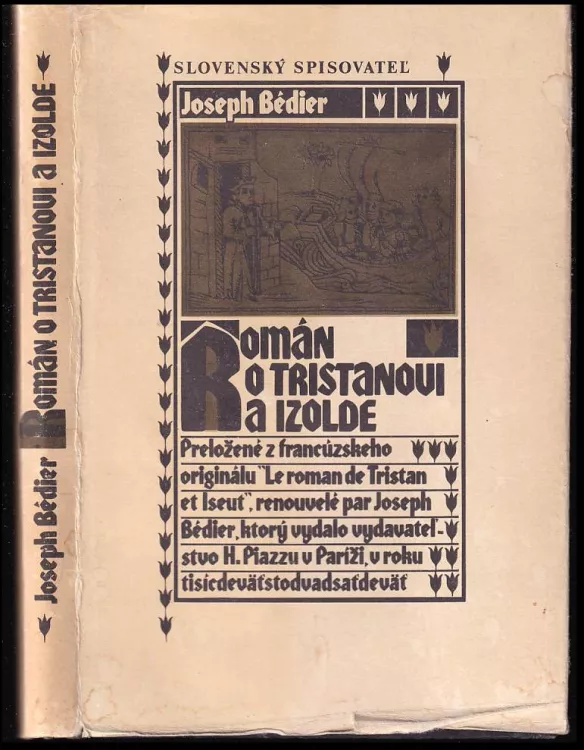 Joseph Bédier Román o TRISTANOVI a IZOLDE
SLOVENSKÝ SPISOVATEĽ
Joseph Bédier
Román
o TRISTANOVI
a IZOLDE
Preložené z francúzskeho
originálu "Le roman de Tristan
et Iseut", renouvelé par Joseph
Bédier, ktorý vydalo vydavateľ-
stvo H. Piazzu v Paríži, v roku
tisícdeväťstodvadsaťdeväť